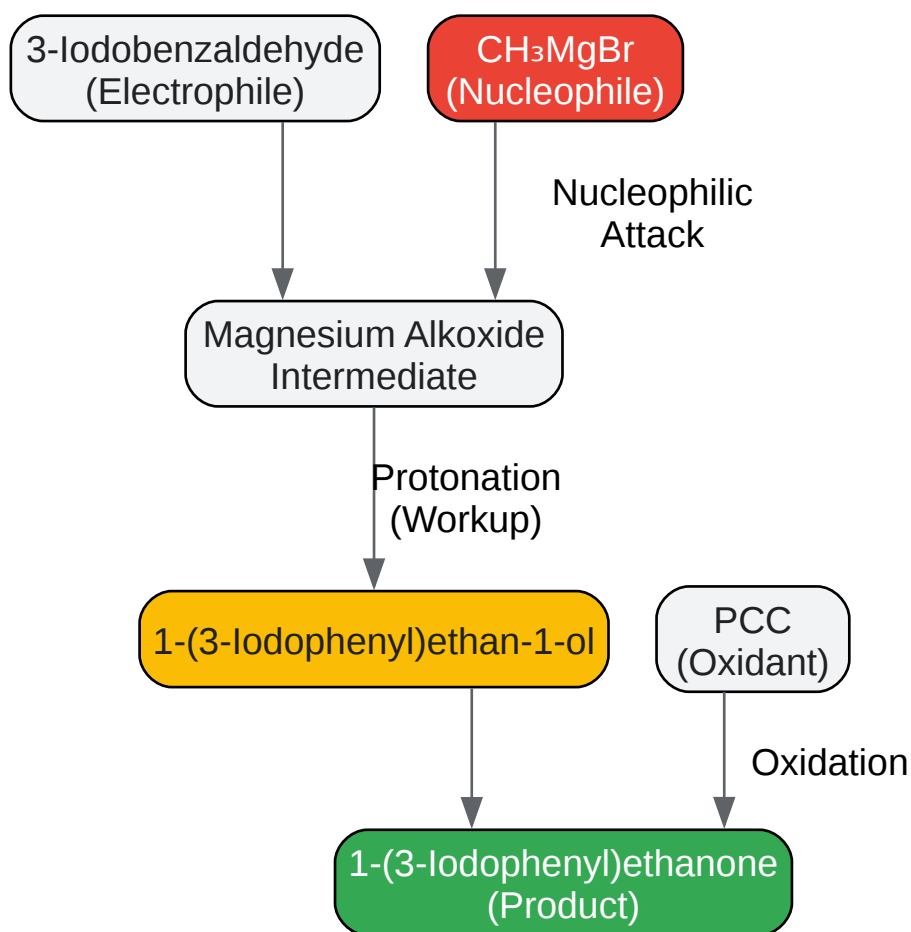 3-Iodobenzaldehyde
(Electrophile)
CH₃MgBr
(Nucleophile)
Nucleophilic
Attack
Magnesium Alkoxide
Intermediate
Protonation
(Workup)
1-(3-Iodophenyl)ethan-1-ol
PCC
(Oxidant)
Oxidation
1-(3-Iodophenyl)ethanone
(Product)